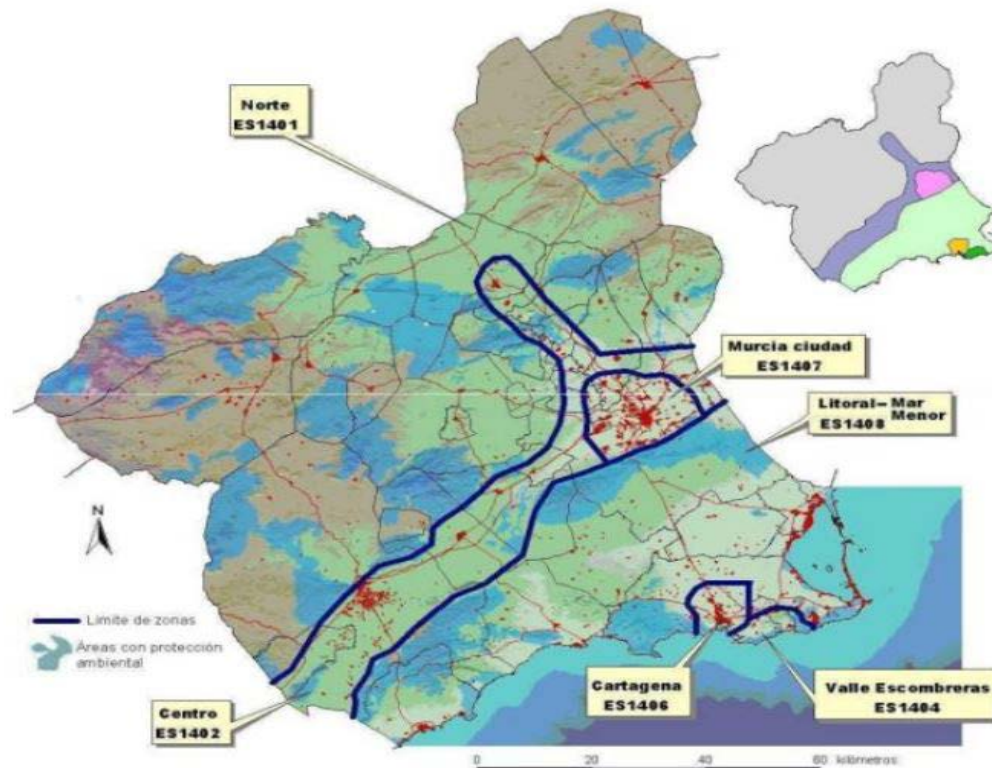 Norte
ES1401
Murcia ciudad
ES1407
Litoral-Mar
Menor
ES1408
N
Límite de zonas
Áreas con protección
ambiental
Cartagena
ES1406
Valle Escombreras
ES1404
Centro
ES1402
0 20 40 60 kilómetros